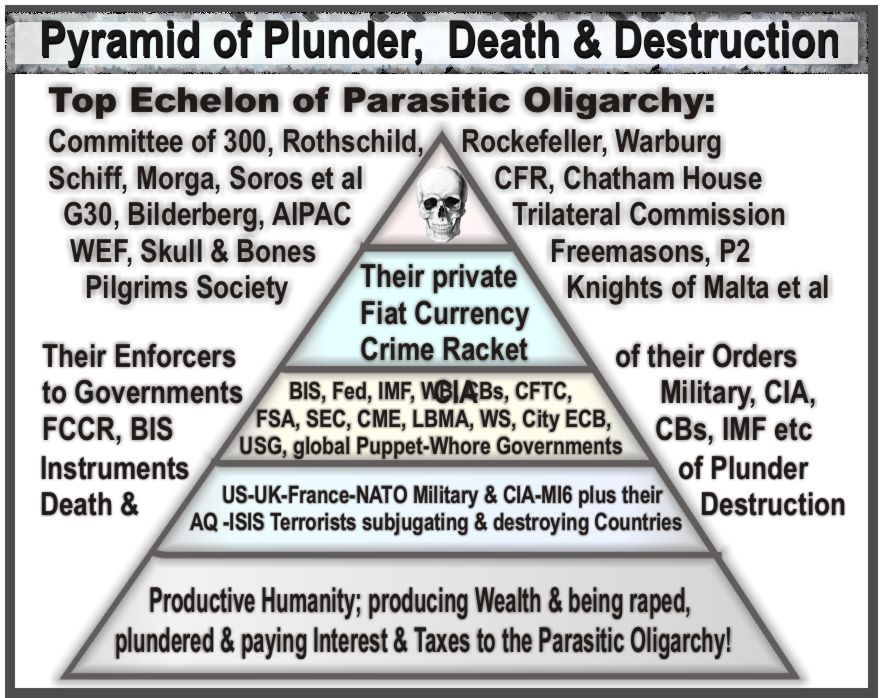 Pyramid of Plunder, Death & Destruction
Top Echelon of Parasitic Oligarchy:
Committee of 300, Rothschild, Rockefeller, Warburg
Schiff, Morga, Soros et al CFR, Chatham House
G30, Bilderberg, AIPAC Trilateral Commission
WEF, Skull & Bones Freemasons, P2
Pilgrims Society Knights of Malta et al
Their private
Fiat Currency
Crime Racket
Their Enforcers of their Orders
to Governments Military, CIA,
FCCR, BIS CBs, IMF etc
BIS, Fed, IMF, CIA CBs, CFTC,
FSA, SEC, CME, LBMA, WS, City ECB,
USG, global Puppet-Whore Governments
Instruments of Plunder
Death & Destruction
US-UK-France-NATO Military & CIA-MI6 plus their
AQ -ISIS Terrorists subjugating & destroying Countries
Productive Humanity; producing Wealth & being raped,
plundered & paying Interest & Taxes to the Parasitic Oligarchy!